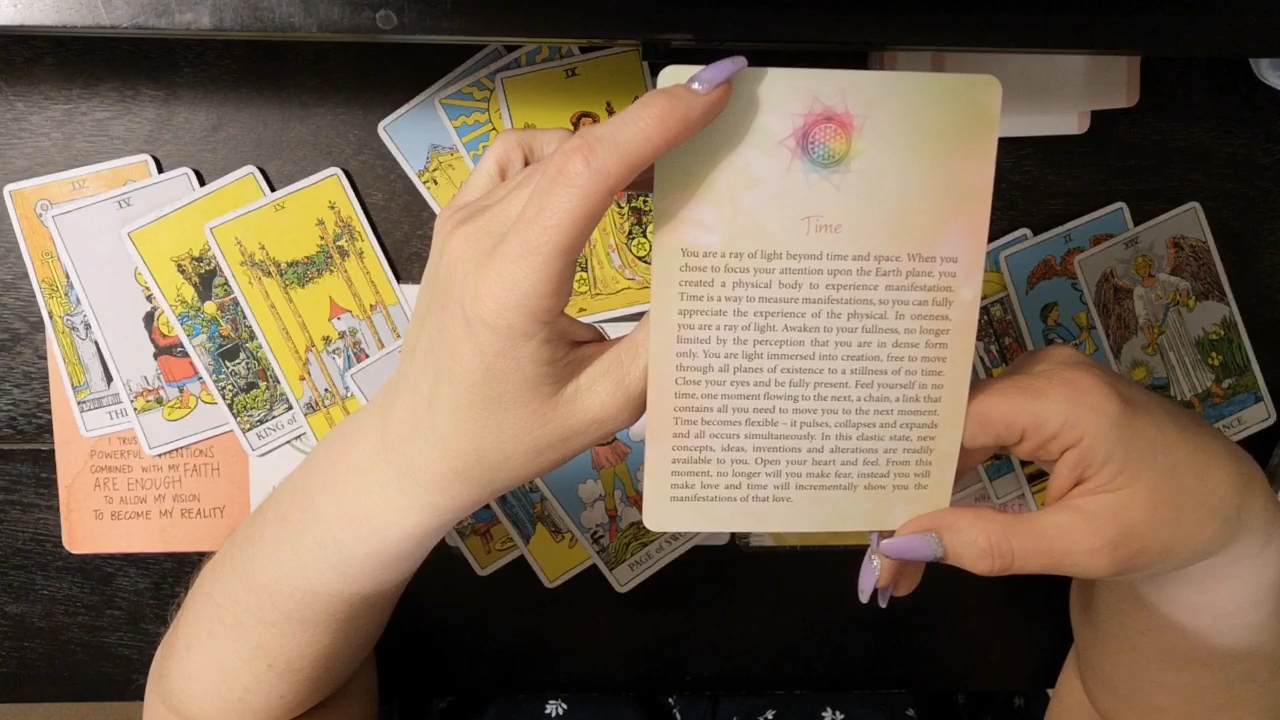 IX
IV
IV
IV
II
XIV
Time
You are a ray of light beyond time and space. When you
chose to focus your attention upon the Earth plane, you
created a physical body to experience manifestation.
Time is a way to measure manifestations, so you can fully
appreciate the experience of the physical. In oneness,
you are a ray of light. Awaken to your fullness, no longer
limited by the perception that you are in dense form
only. You are light immersed into creation, free to move
through all planes of existence to a stillness of no time.
Close your eyes and be fully present. Feel yourself in no
time, one moment flowing to the next, a chain, a link that
contains all you need to move you to the next moment.
Time becomes flexible – it pulses, collapses and expands
and all occurs simultaneously. In this elastic state, new
concepts, ideas, inventions and alterations are readily
available to you. Open your heart and feel. From this
moment, no longer will you make fear, instead you will
make love and time will incrementally show you the
manifestations of that love.
TH
KING of
I TRUS
POWERFUL ENTIONS
COMBINED WITH MY FAITH
ARE ENOUGH
TO ALLOW MY VISION
TO BECOME MY REALITY
PAGE of SWO
ANCE.